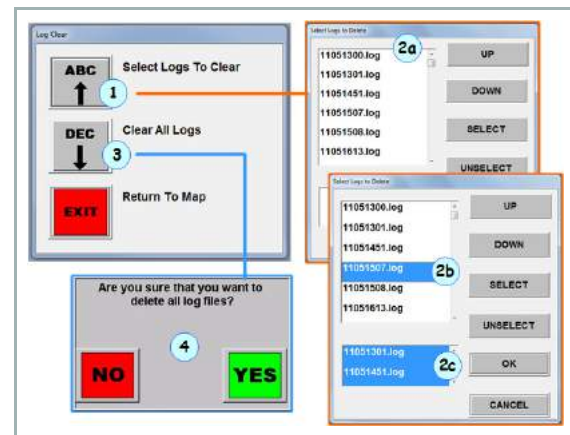 Log Clear
ABC
Select Logs To Clear
1
DEC
Clear All Logs
3
EXIT
Return To Map
Select Logs to Delete
2a
11051300.log
11051301.log
11051451.log
11051507.log
11051508.log
11051613.log
UP
DOWN
SELECT
UNSELECT
Select Logs to Delete
11051300.log
11051301.log
11051451.log
11051507.log
2b
11051508.log
11051613.log
UP
DOWN
SELECT
UNSELECT
11051301.log
11051451.log
2c
OK
CANCEL
Are you sure that you want to
delete all log files?
4
NO
YES